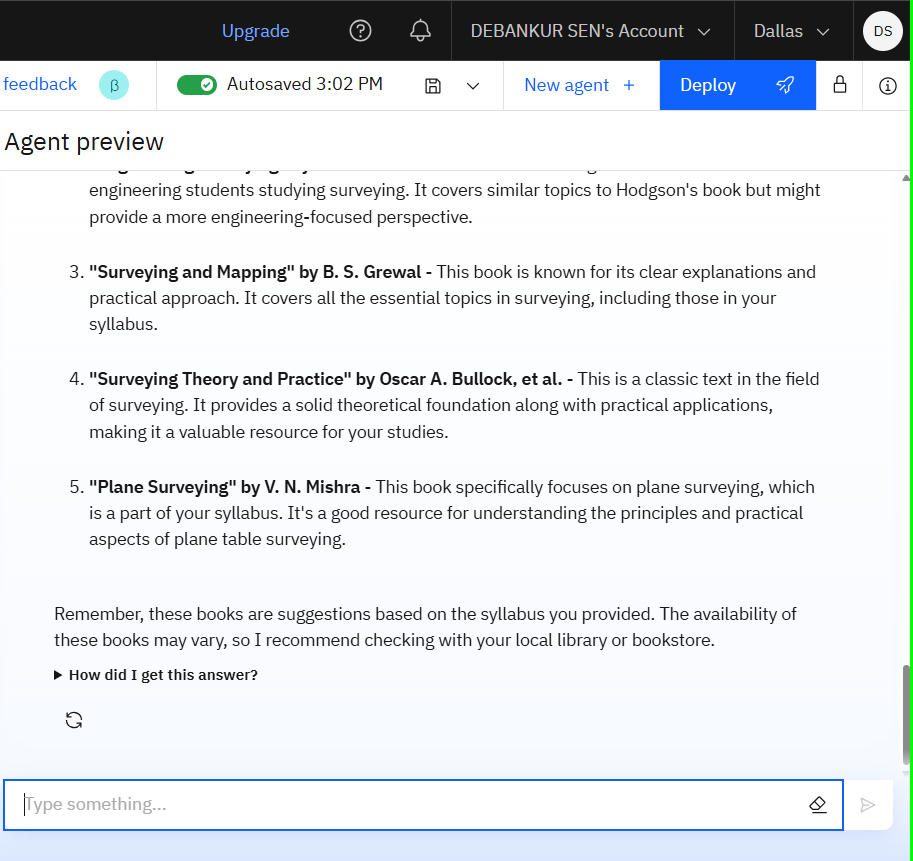 Upgrade
DEBANKUR SEN's Account
Dallas
DS
feedback
β
Autosaved 3:02 PM
New agent +
Deploy
Agent preview
engineering students studying surveying. It covers similar topics to Hodgson's book but might
provide a more engineering-focused perspective.
3. "Surveying and Mapping" by B. S. Grewal - This book is known for its clear explanations and
practical approach. It covers all the essential topics in surveying, including those in your
syllabus.
4. "Surveying Theory and Practice" by Oscar A. Bullock, et al. - This is a classic text in the field
of surveying. It provides a solid theoretical foundation along with practical applications,
making it a valuable resource for your studies.
5. "Plane Surveying" by V. N. Mishra - This book specifically focuses on plane surveying, which
is a part of your syllabus. It's a good resource for understanding the principles and practical
aspects of plane table surveying.
Remember, these books are suggestions based on the syllabus you provided. The availability of
these books may vary, so I recommend checking with your local library or bookstore.
How did I get this answer?
Type something...